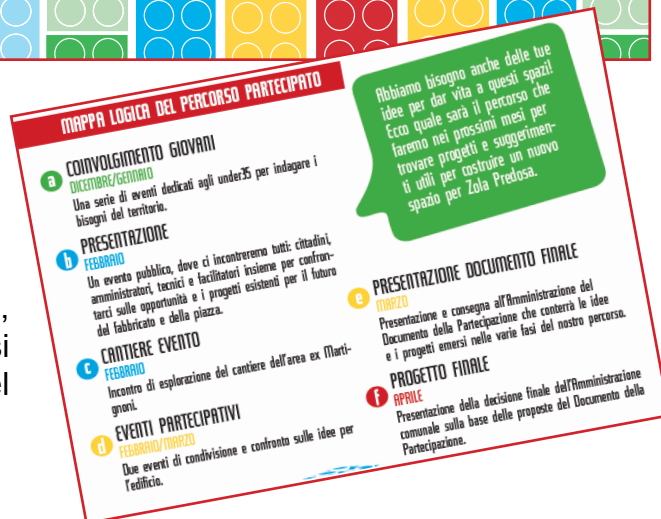 MAPPA LOGICA DEL PERCORSO PARTECIPATO
a COINVOLGIMENTO GIOVANI
DICEMBRE/GENNAIO
Una serie di eventi dedicati agli under35 per indagare i
bisogni del territorio.
b PRESENTAZIONE
FEBBRAIO
Un evento pubblico, dove ci incontreremo tutti: cittadini,
amministratori, tecnici e facilitatori insieme per confron-
tarci sulle opportunità e i progetti esistenti per il futuro
del fabbricato e della piazza.
c CANTIERE EVENTO
FEBBRAIO
Incontro di esplorazione del cantiere dell'area ex Marti-
gnoni.
d EVENTI PARTECIPATIVI
FEBBRAIO/MARZO
Due eventi di condivisione e confronto sulle idee per
l'edificio.
Abbiamo bisogno anche delle tue
idee per dar vita a questi spazi!
Ecco quale sarà il percorso che
faremo nei prossimi mesi per
trovare progetti e suggerimen-
ti utili per costruire un nuovo
spazio per Zola Predosa.
e PRESENTAZIONE DOCUMENTO FINALE
MARZO
Presentazione e consegna all'Amministrazione del
Documento della Partecipazione che conterrà le idee
e i progetti emersi nelle varie fasi del nostro percorso.
f PROGETTO FINALE
APRILE
Presentazione della decisione finale dell'Amministrazione
comunale sulla base delle proposte del Documento della
Partecipazione.
,
si
el